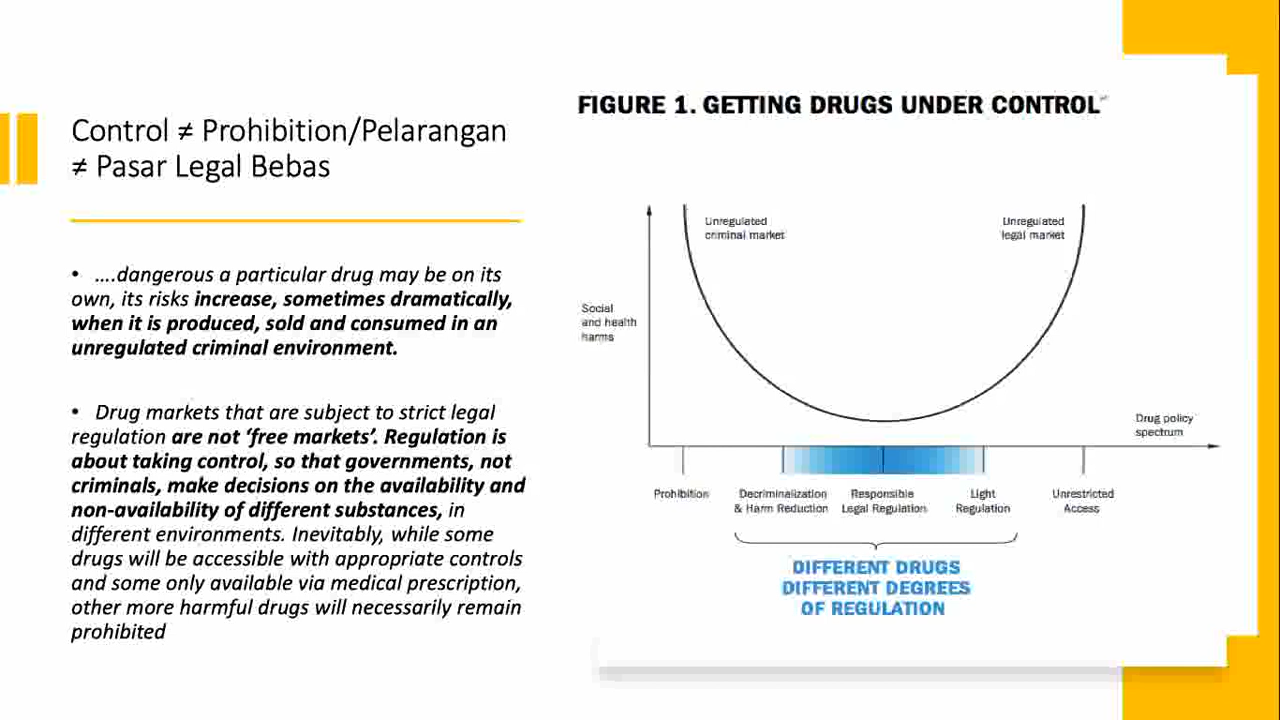 Control ≠ Prohibition/Pelarangan
≠ Pasar Legal Bebas
• ....dangerous a particular drug may be on its
own, its risks increase, sometimes dramatically,
when it is produced, sold and consumed in an
unregulated criminal environment.
• Drug markets that are subject to strict legal
regulation are not ‘free markets’. Regulation is
about taking control, so that governments, not
criminals, make decisions on the availability and
non-availability of different substances, in
different environments. Inevitably, while some
drugs will be accessible with appropriate controls
and some only available via medical prescription,
other more harmful drugs will necessarily remain
prohibited
FIGURE 1. GETTING DRUGS UNDER CONTROL
Unregulated
criminal market
Unregulated
legal market
Social
and health
harms
Drug policy
spectrum
Prohibition
Decriminalization
& Harm Reduction
Responsible
Legal Regulation
Light
Regulation
Unrestricted
Access
DIFFERENT DRUGS
DIFFERENT DEGREES
OF REGULATION